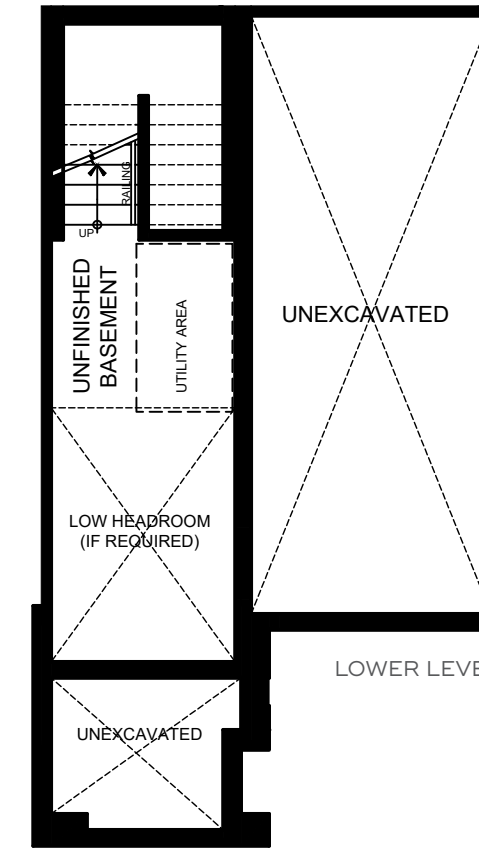 RAILING
UP
UNFINISHED
BASEMENT
UTILITY AREA
UNEXCAVATED
LOW HEADROOM
(IF REQUIRED)
LOWER LEVE
UNEXCAVATED